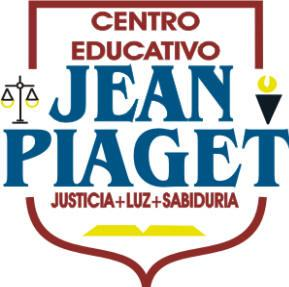 CENTRO
EDUCATIVO
JEAN
PIAGET
JUSTICIA+LUZ+SABIDURIA